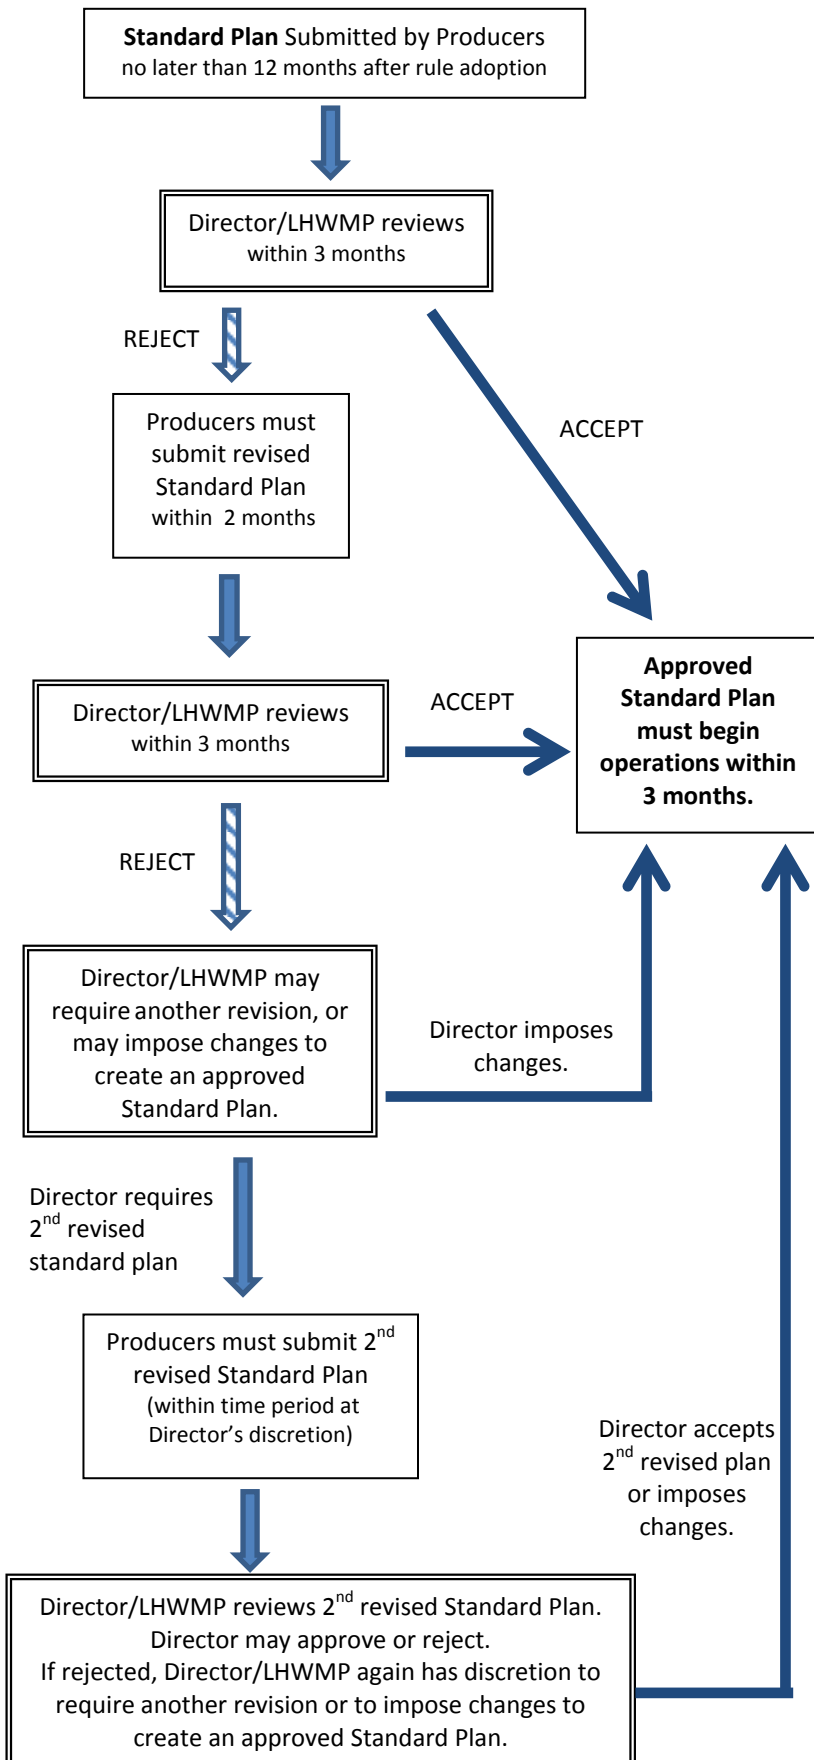 Standard Plan Submitted by Producers
no later than 12 months after rule adoption
Director/LHWMP reviews
within 3 months
REJECT
ACCEPT
Producers must
submit revised
Standard Plan
within 2 months
Director/LHWMP reviews
within 3 months
ACCEPT
Approved
Standard Plan
must begin
operations within
3 months.
REJECT
Director/LHWMP may
require another revision, or
may impose changes to
create an approved
Standard Plan.
Director imposes
changes.
Director requires
2nd revised
standard plan
Producers must submit 2nd
revised Standard Plan
(within time period at
Director’s discretion)
Director accepts
2nd revised plan
or imposes
changes.
Director/LHWMP reviews 2nd revised Standard Plan.
Director may approve or reject.
If rejected, Director/LHWMP again has discretion to
require another revision or to impose changes to
create an approved Standard Plan.